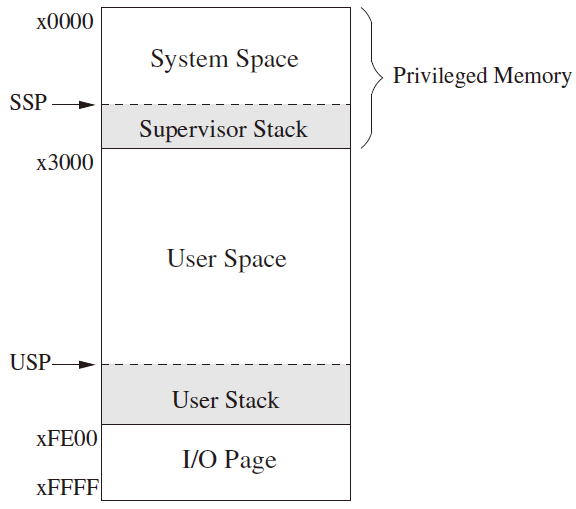 x0000
System Space
Privileged Memory
SSP
Supervisor Stack
x3000
User Space
USP
User Stack
xFE00
I/O Page
xFFFF